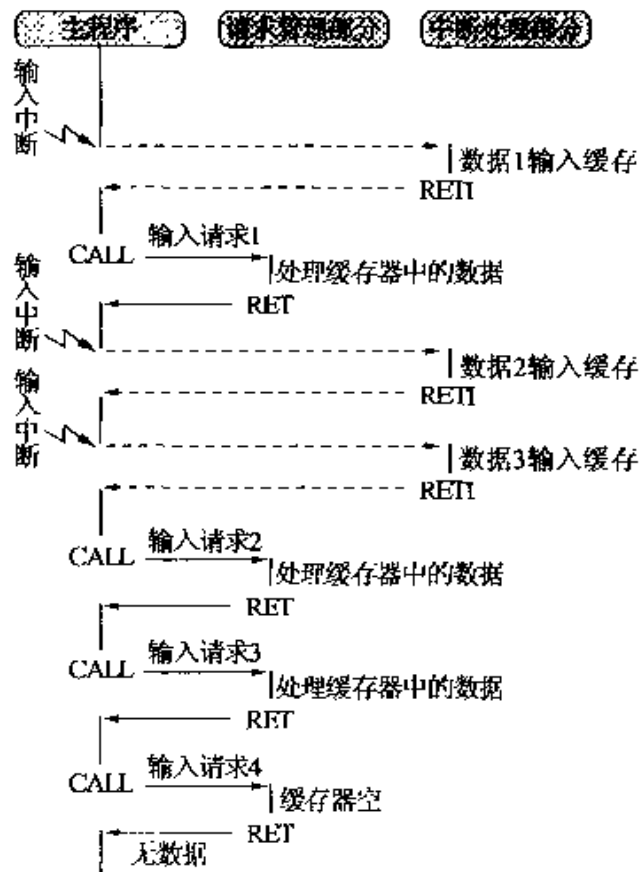 主程序 请求管理部分 中断处理部分
输入中断
数据1输入缓存
RETI
输入请求1
CALL
处理缓存器中的数据
RET
输入中断
数据2输入缓存
RETI
输入中断
数据3输入缓存
RETI
输入请求2
CALL
处理缓存器中的数据
RET
输入请求3
CALL
处理缓存器中的数据
RET
输入请求4
CALL
缓存器空
RET
无数据